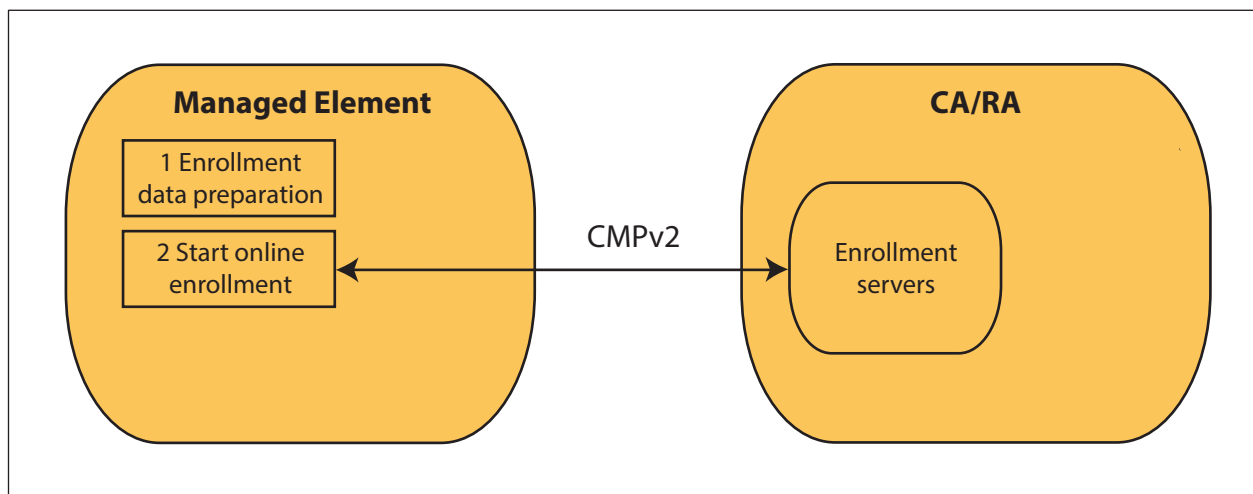 Managed Element
1 Enrollment
data preparation
2 Start online
enrollment
CMPv2
CA/RA
Enrollment
servers